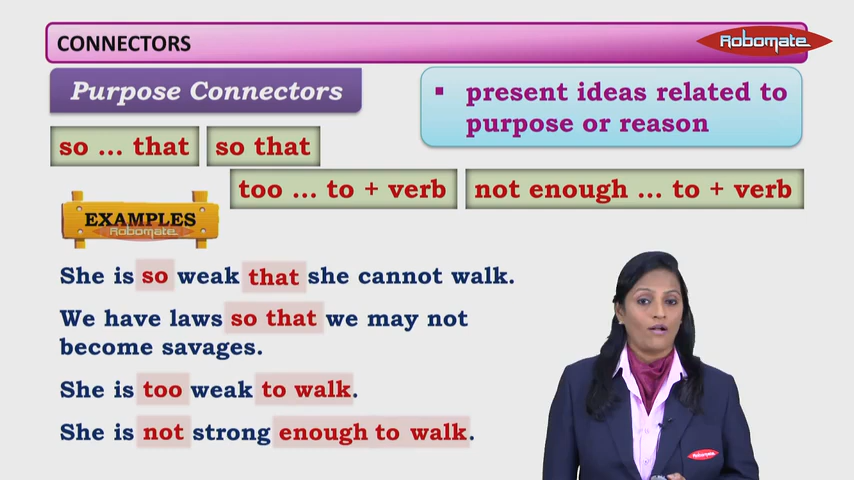 CONNECTORS
Robomate
Purpose Connectors
▪ present ideas related to
purpose or reason
so ... that
so that
too ... to + verb
not enough ... to + verb
EXAMPLES
Robomate
She is so weak that she cannot walk.
We have laws so that we may not
become savages.
She is too weak to walk.
She is not strong enough to walk.
Robomate